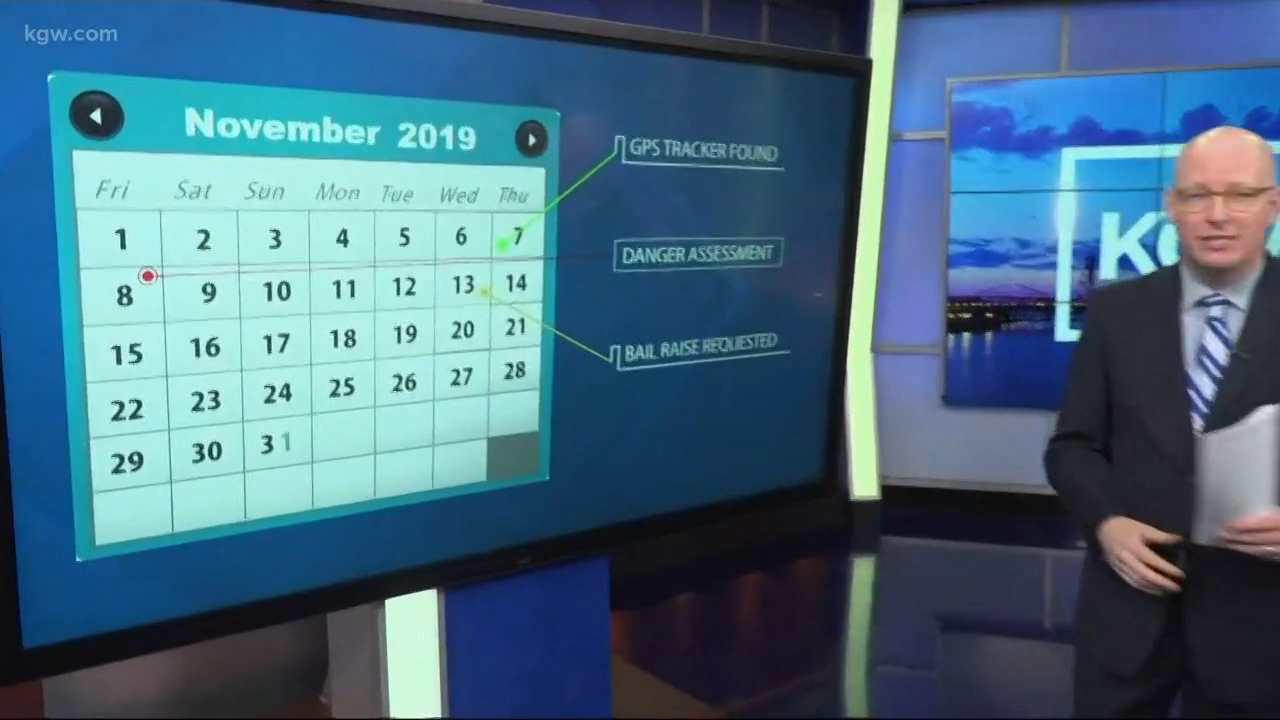 kgw.com
November 2019
Fri Sat Sun Mon Tue Wed Thu
1 2 3 4 5 6 7
8 9 10 11 12 13 14
15 16 17 18 19 20 21
22 23 24 25 26 27 28
29 30 31
GPS TRACKER FOUND
DANGER ASSESSMENT
BAIL RAISE REQUESTED